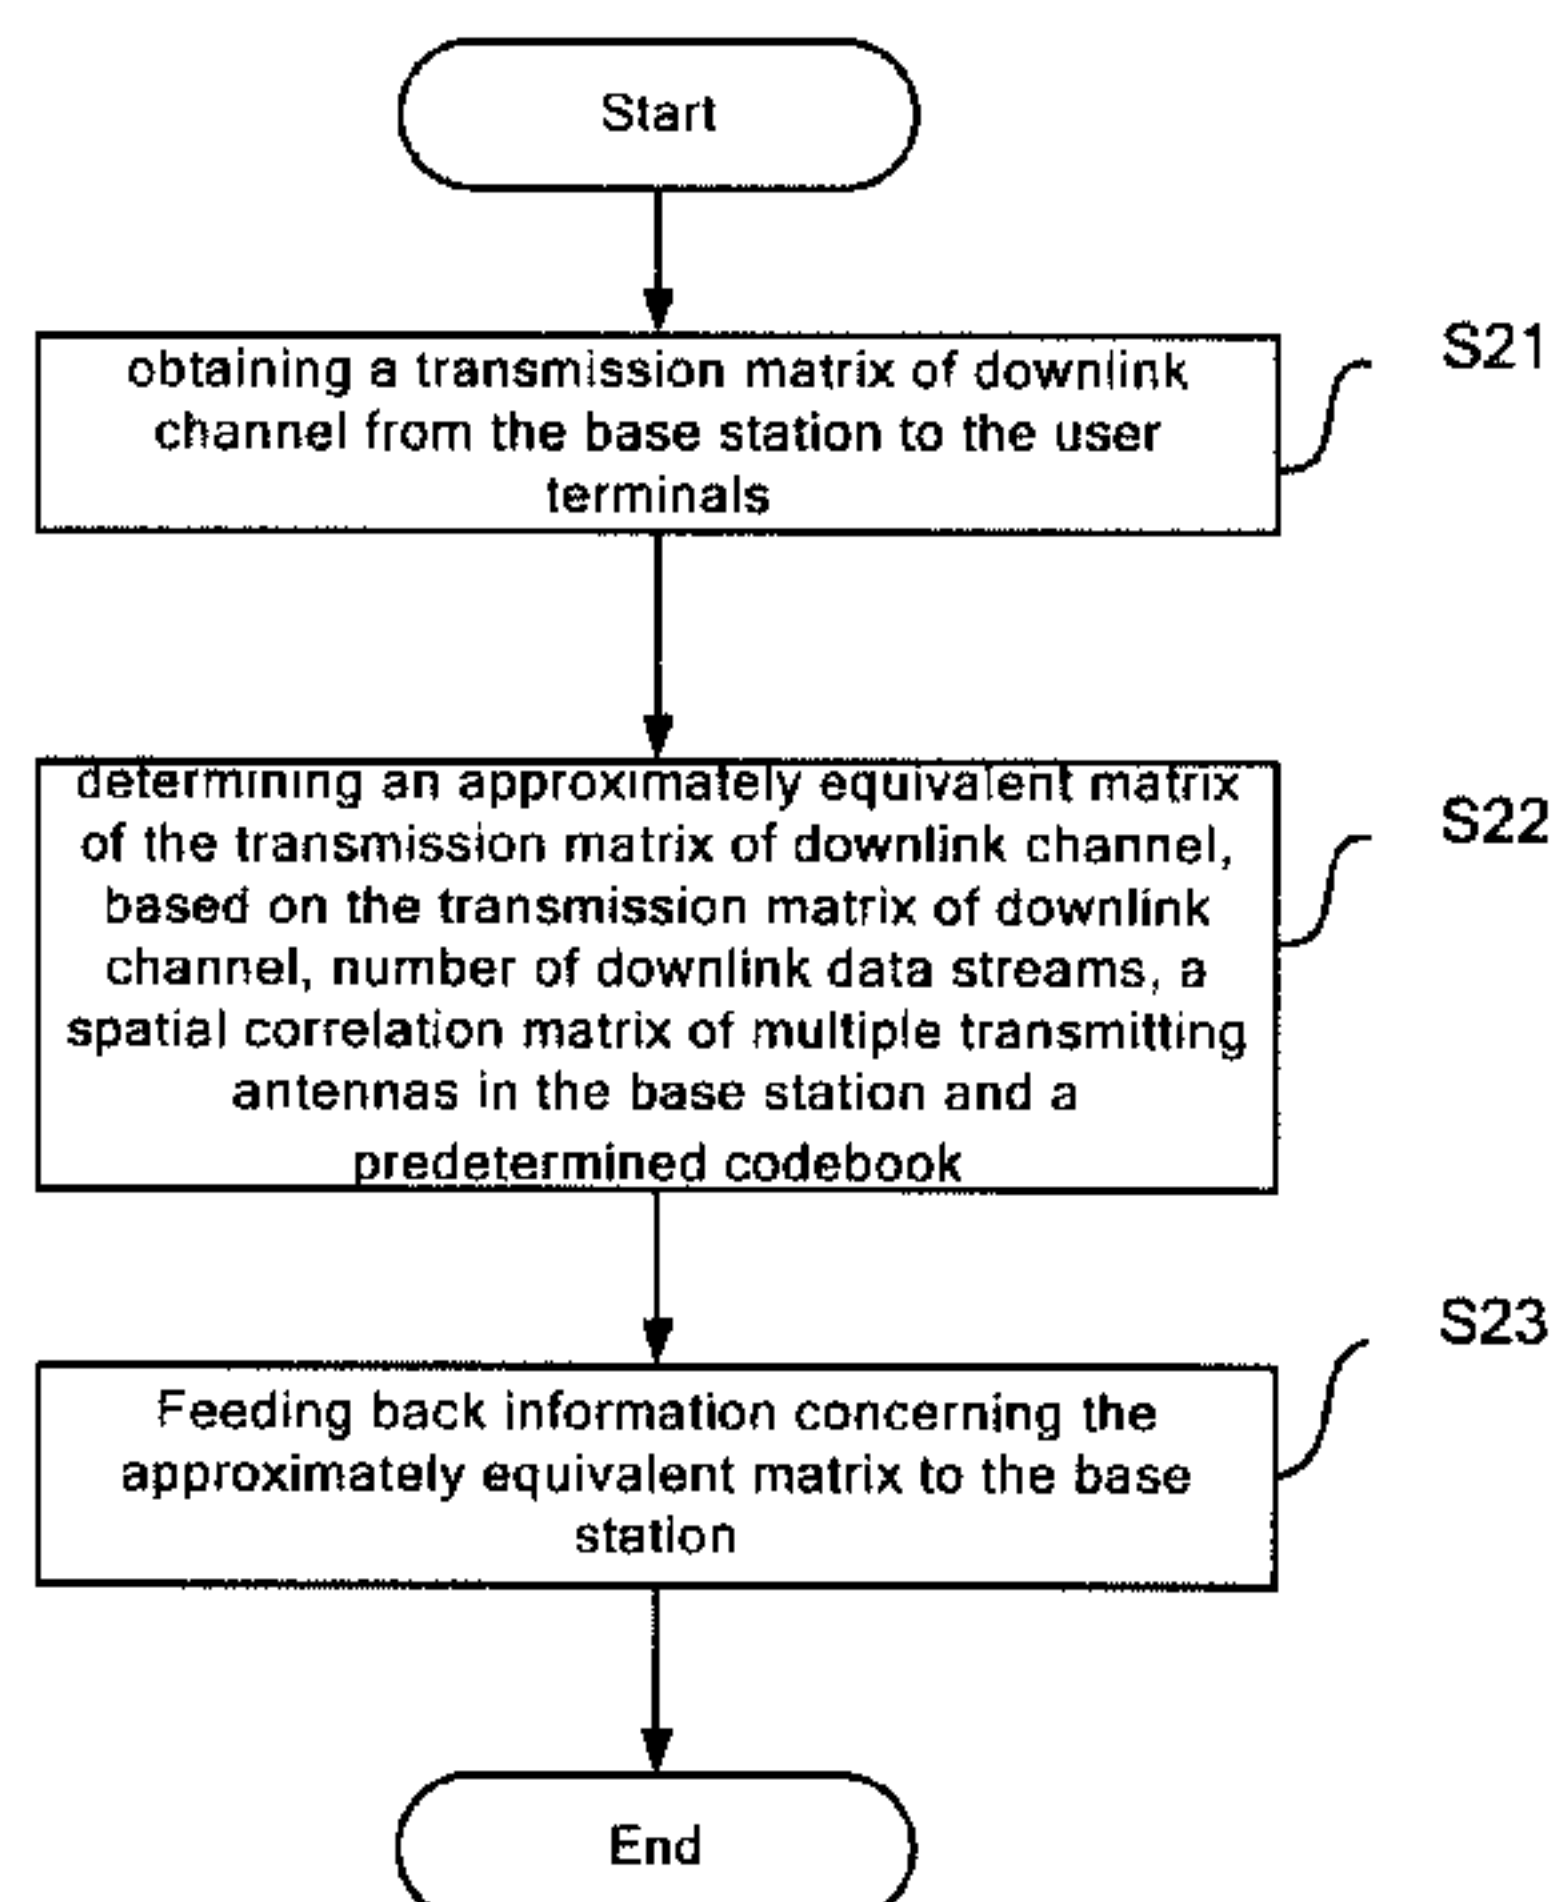 Start
obtaining a transmission matrix of downlink
channel from the base station to the user
terminals
S21
determining an approximately equivalent matrix
of the transmission matrix of downlink channel,
based on the transmission matrix of downlink
channel, number of downlink data streams, a
spatial correlation matrix of multiple transmitting
antennas in the base station and a
predetermined codebook
S22
Feeding back information concerning the
approximately equivalent matrix to the base
station
S23
End